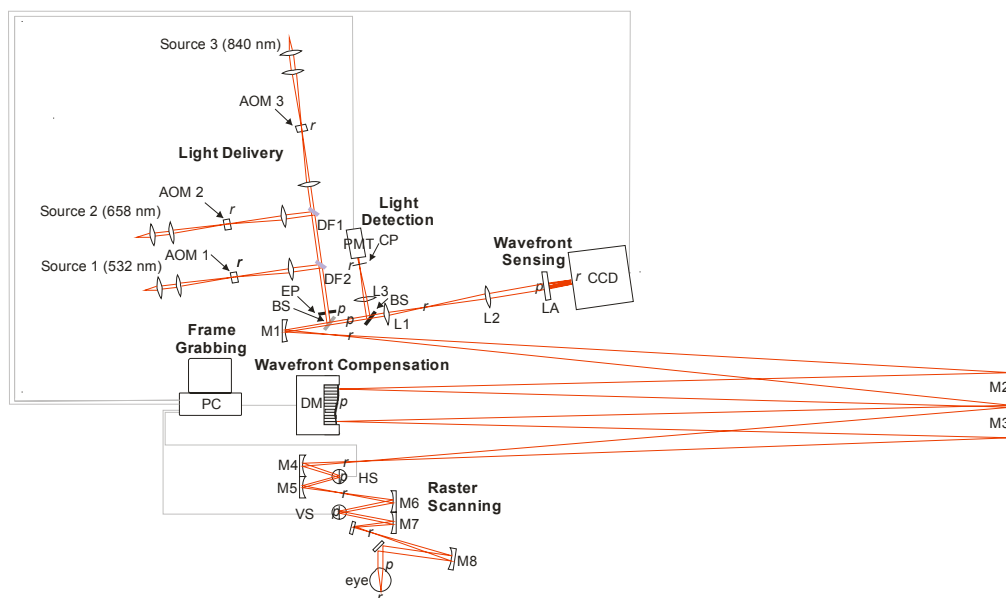 Source 3 (840 nm)
AOM 3
r
Light Delivery
AOM 2
r
Source 2 (658 nm)
DF1
Light
Detection
PMT
CP
r
AOM 1
r
Source 1 (532 nm)
DF2
Wavefront
Sensing
CCD
r
p
LA
EP
p
BS
p
L3
BS
r
L1
L2
M1
r
Frame
Grabbing
PC
Wavefront Compensation
DM
p
M2
M3
M4
r
p
HS
M5
r
M6
Raster
Scanning
VS
p
M7
r
M8
p
eye
r